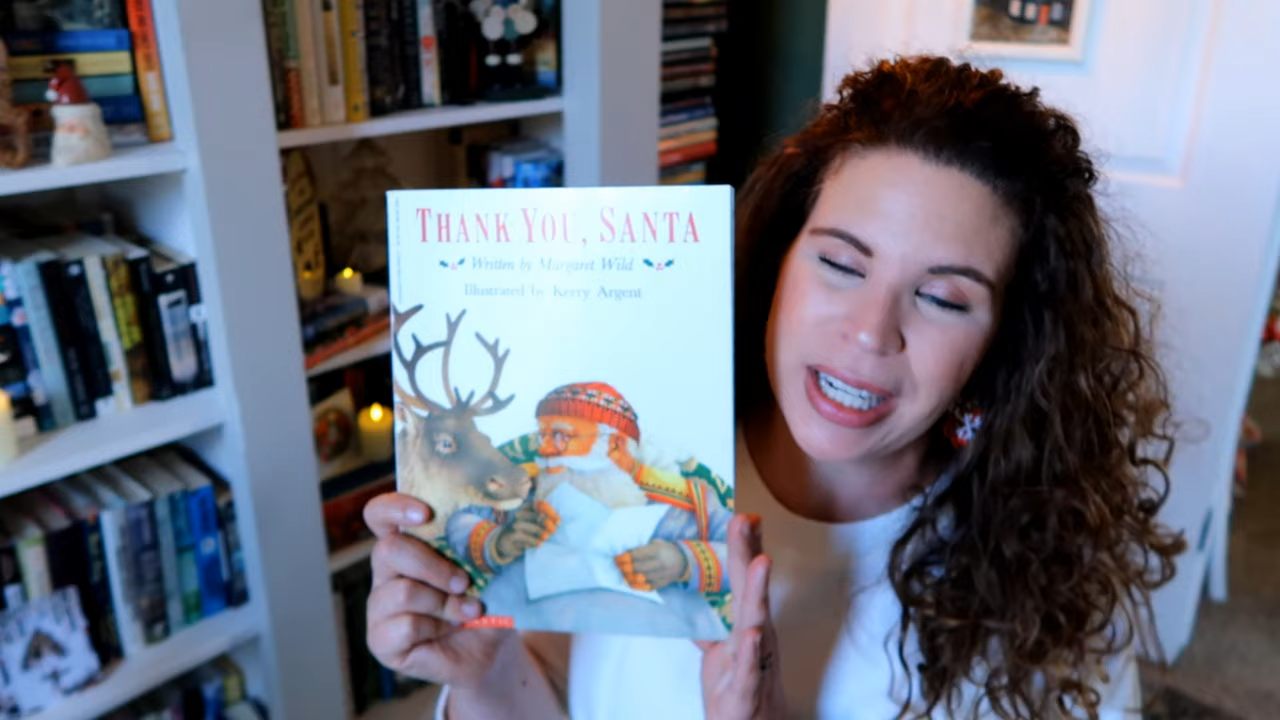 THANK YOU, SANTA
Written by Margaret Wild
Illustrated by Kerry Argent